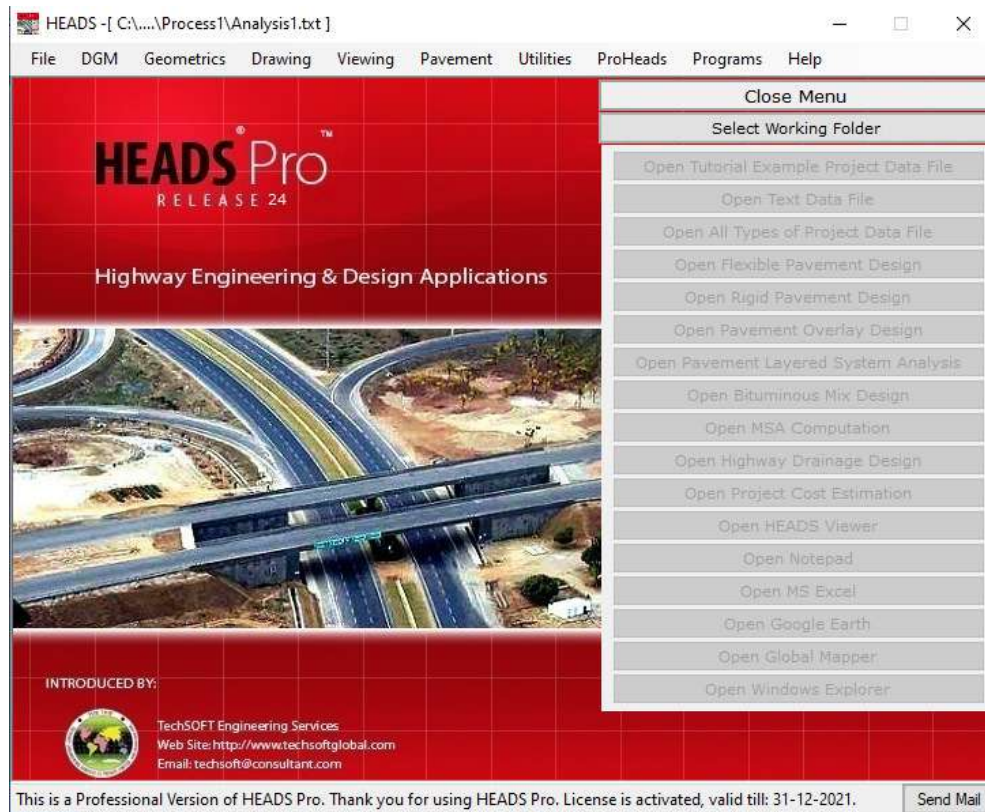 HEADS -[ C:\....\Process1\Analysis1.txt ]
File DGM Geometrics Drawing Viewing Pavement Utilities ProHeads Programs Help
Close Menu
Select Working Folder
HEADS® Pro™
RELEASE 24
Highway Engineering & Design Applications
Open Tutorial Example Project Data File
Open Text Data File
Open All Types of Project Data File
Open Flexible Pavement Design
Open Rigid Pavement Design
Open Pavement Overlay Design
Open Pavement Layered System Analysis
Open Bituminous Mix Design
Open MSA Computation
Open Highway Drainage Design
Open Project Cost Estimation
Open HEADS Viewer
Open Notepad
Open MS Excel
Open Google Earth
Open Global Mapper
Open Windows Explorer
INTRODUCED BY:
TechSOFT Engineering Services
Web Site: http://www.techsoftglobal.com
Email: techsoft@consultant.com
This is a Professional Version of HEADS Pro. Thank you for using HEADS Pro. License is activated, valid till: 31-12-2021.
Send Mail